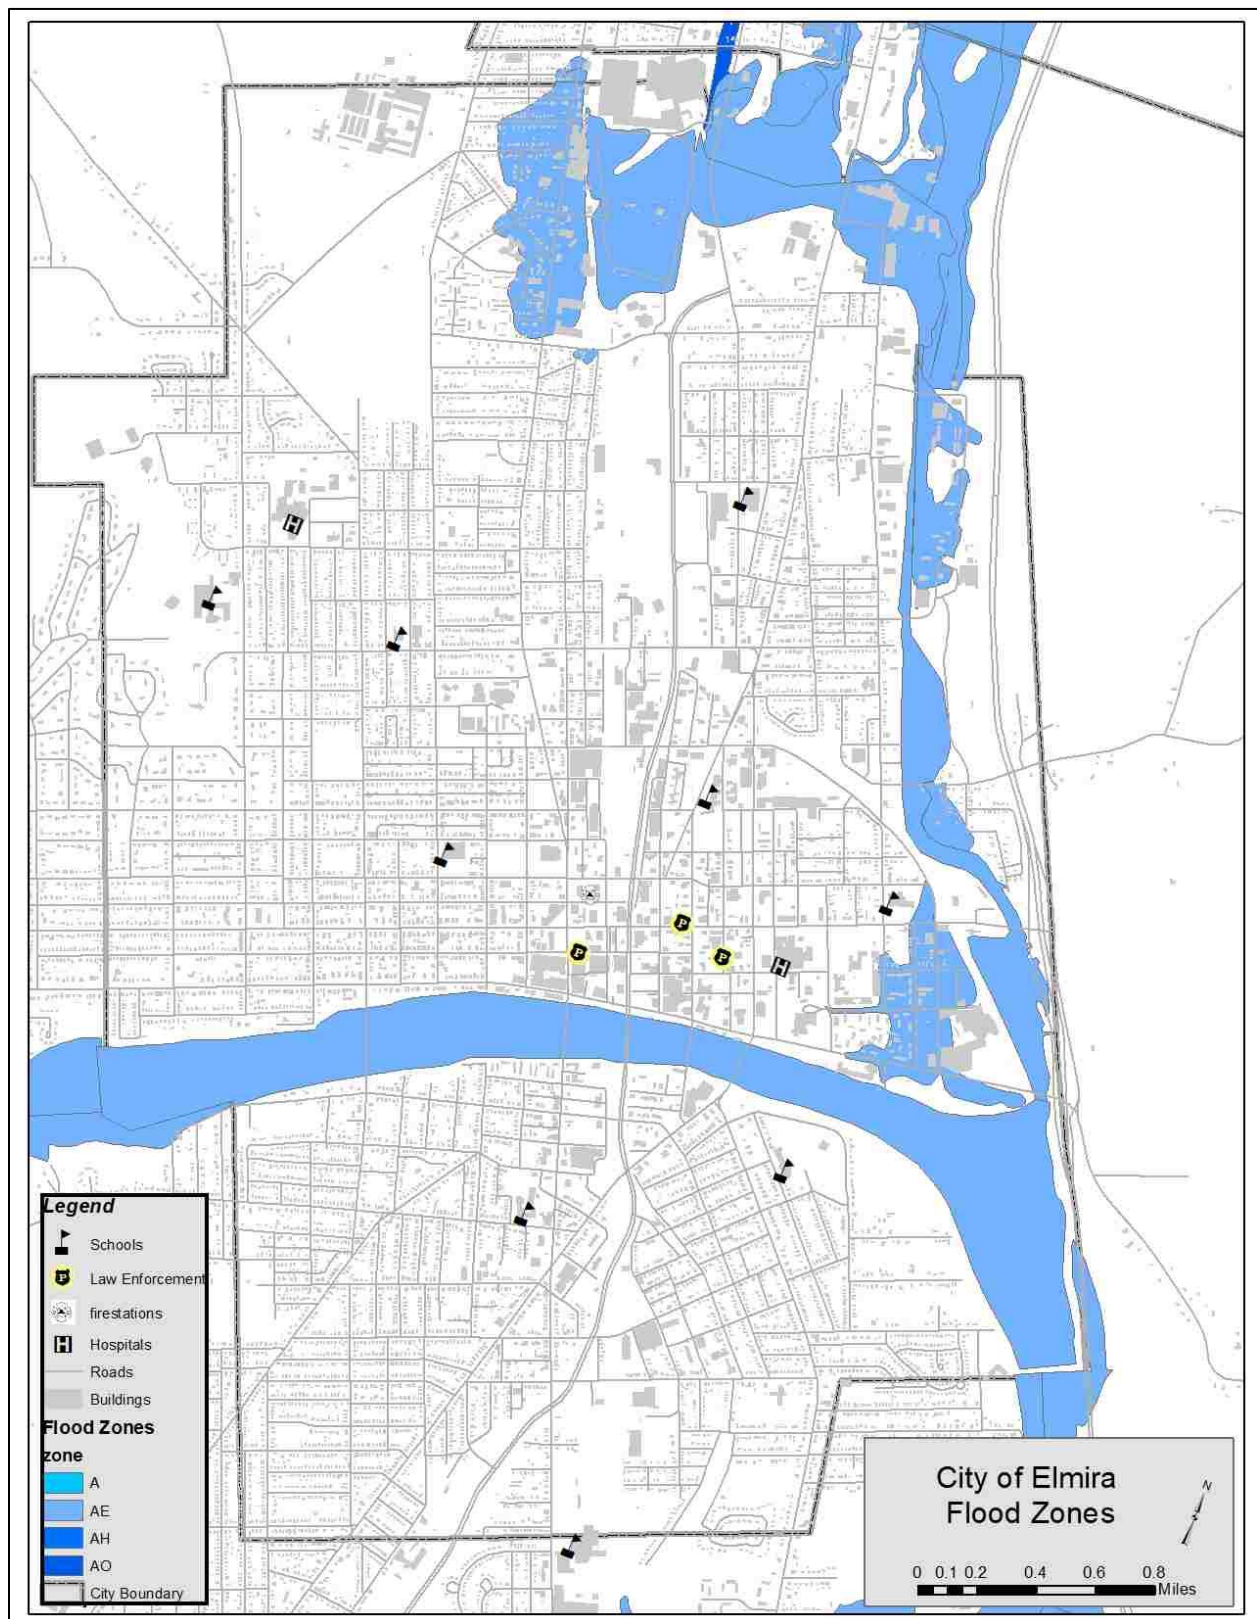 Legend
Schools
Law Enforcement
firestations
Hospitals
Roads
Buildings
Flood Zones
zone
A
AE
AH
AO
City Boundary
City of Elmira
Flood Zones
N
0 0.1 0.2 0.4 0.6 0.8
Miles
H
P
P
P
H
P
H